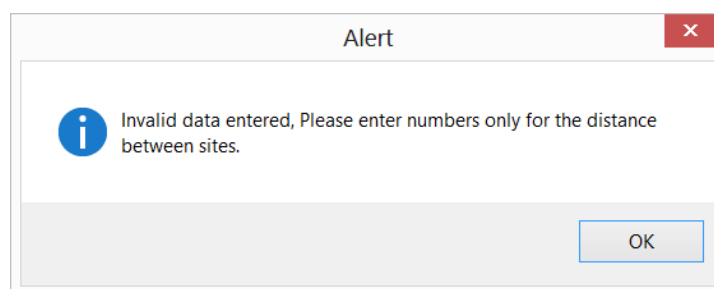 Alert
Invalid data entered, Please enter numbers only for the distance
between sites.
OK